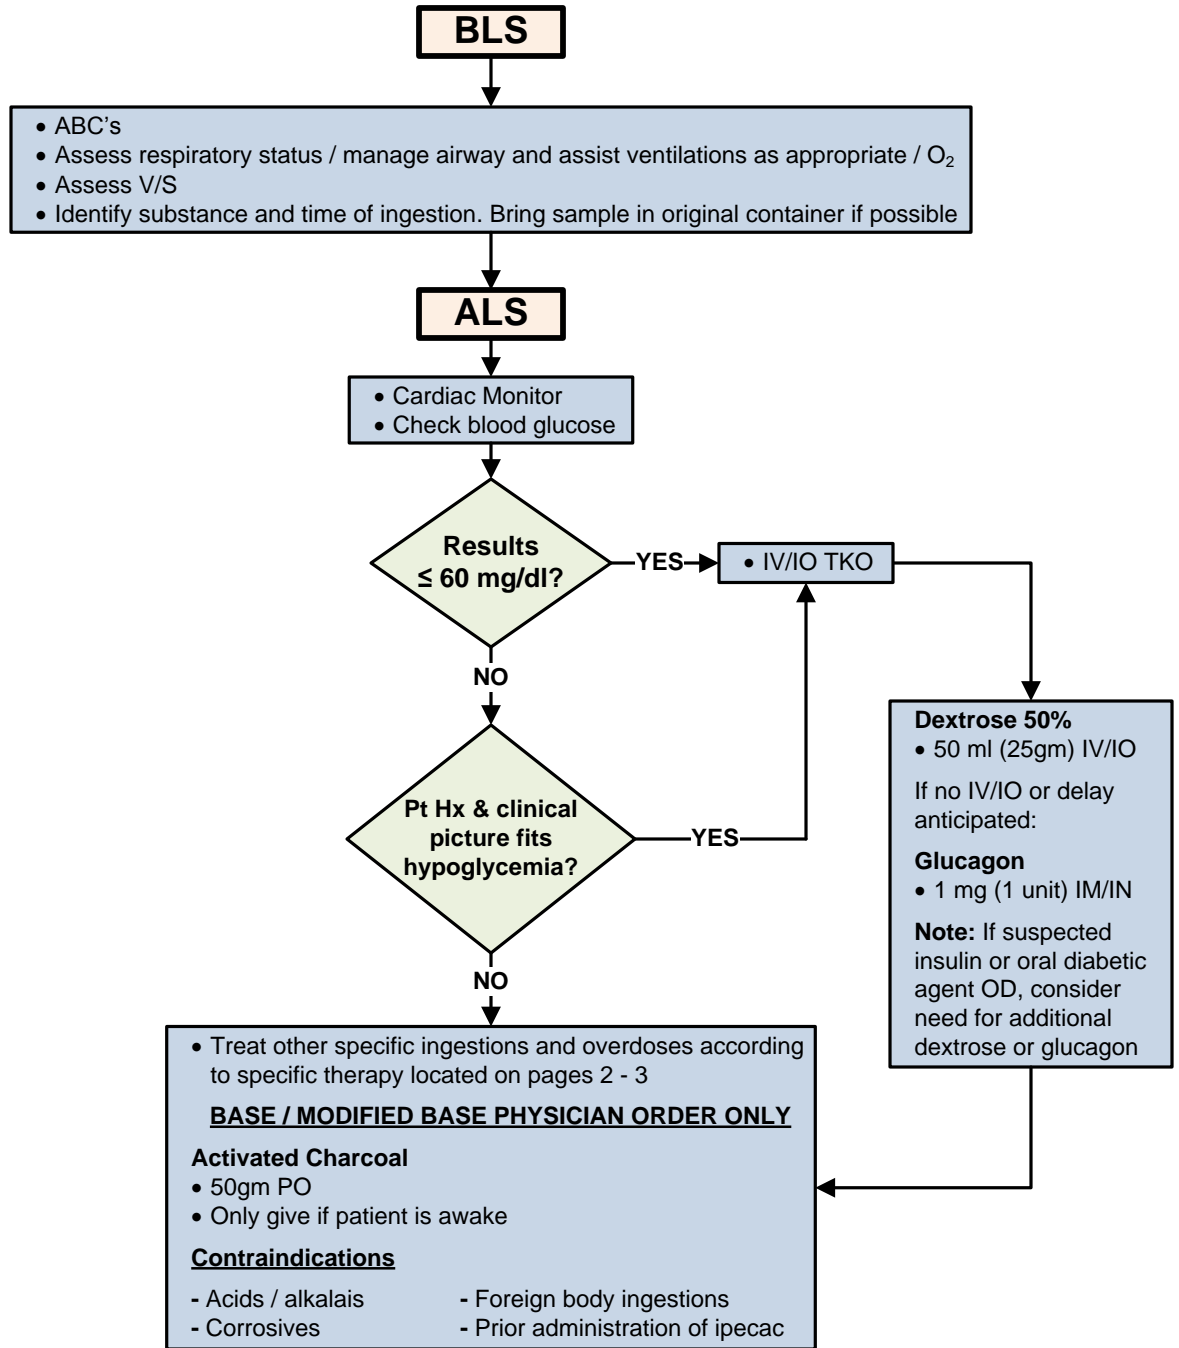 BLS
• ABC's
• Assess respiratory status / manage airway and assist ventilations as appropriate / O₂
• Assess V/S
• Identify substance and time of ingestion. Bring sample in original container if possible
ALS
• Cardiac Monitor
• Check blood glucose
Results
≤ 60 mg/dl?
YES
• IV/IO TKO
NO
Dextrose 50%
• 50 ml (25gm) IV/IO
If no IV/IO or delay
anticipated:
Glucagon
• 1 mg (1 unit) IM/IN
Note: If suspected
insulin or oral diabetic
agent OD, consider
need for additional
dextrose or glucagon
Pt Hx & clinical
picture fits
hypoglycemia?
YES
NO
• Treat other specific ingestions and overdoses according
to specific therapy located on pages 2 - 3
BASE / MODIFIED BASE PHYSICIAN ORDER ONLY
Activated Charcoal
• 50gm PO
• Only give if patient is awake
Contraindications
- Acids / alkalais - Foreign body ingestions
- Corrosives - Prior administration of ipecac